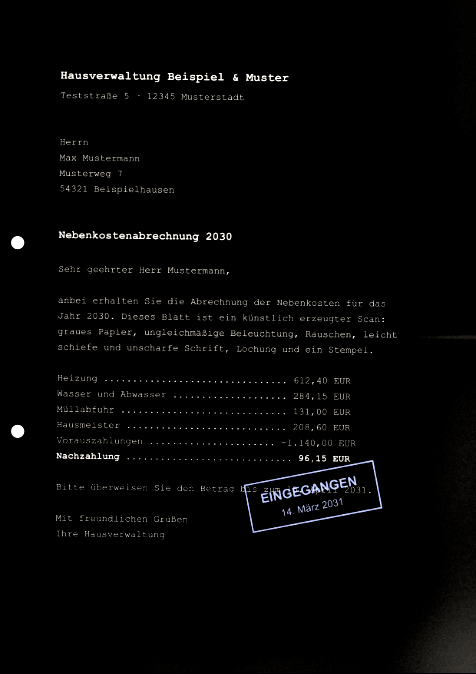 Hausverwaltung Beispiel & Muster
Teststraße 5 · 12345 Musterstadt
Herrn
Max Mustermann
Musterweg 7
54321 Beispielhausen
Nebenkostenabrechnung 2030
Sehr geehrter Herr Mustermann,
anbei erhalten Sie die Abrechnung der Nebenkosten für das
Jahr 2030. Dieses Blatt ist ein künstlich erzeugter Scan:
graues Papier, ungleichmäßige Beleuchtung, Rauschen, leicht
schiefe und unscharfe Schrift, Lochung und ein Stempel.
Heizung ................................ 612,40 EUR
Wasser und Abwasser .................... 284,15 EUR
Müllabfuhr ............................. 131,00 EUR
Hausmeister ............................ 208,60 EUR
Vorauszahlungen ...................... -1.140,00 EUR
Nachzahlung ............................ 96,15 EUR
Bitte überweisen Sie den Betrag bis zum 2031.
EINGEGANGEN
14. März 2031
Mit freundlichen Grüßen
Ihre Hausverwaltung